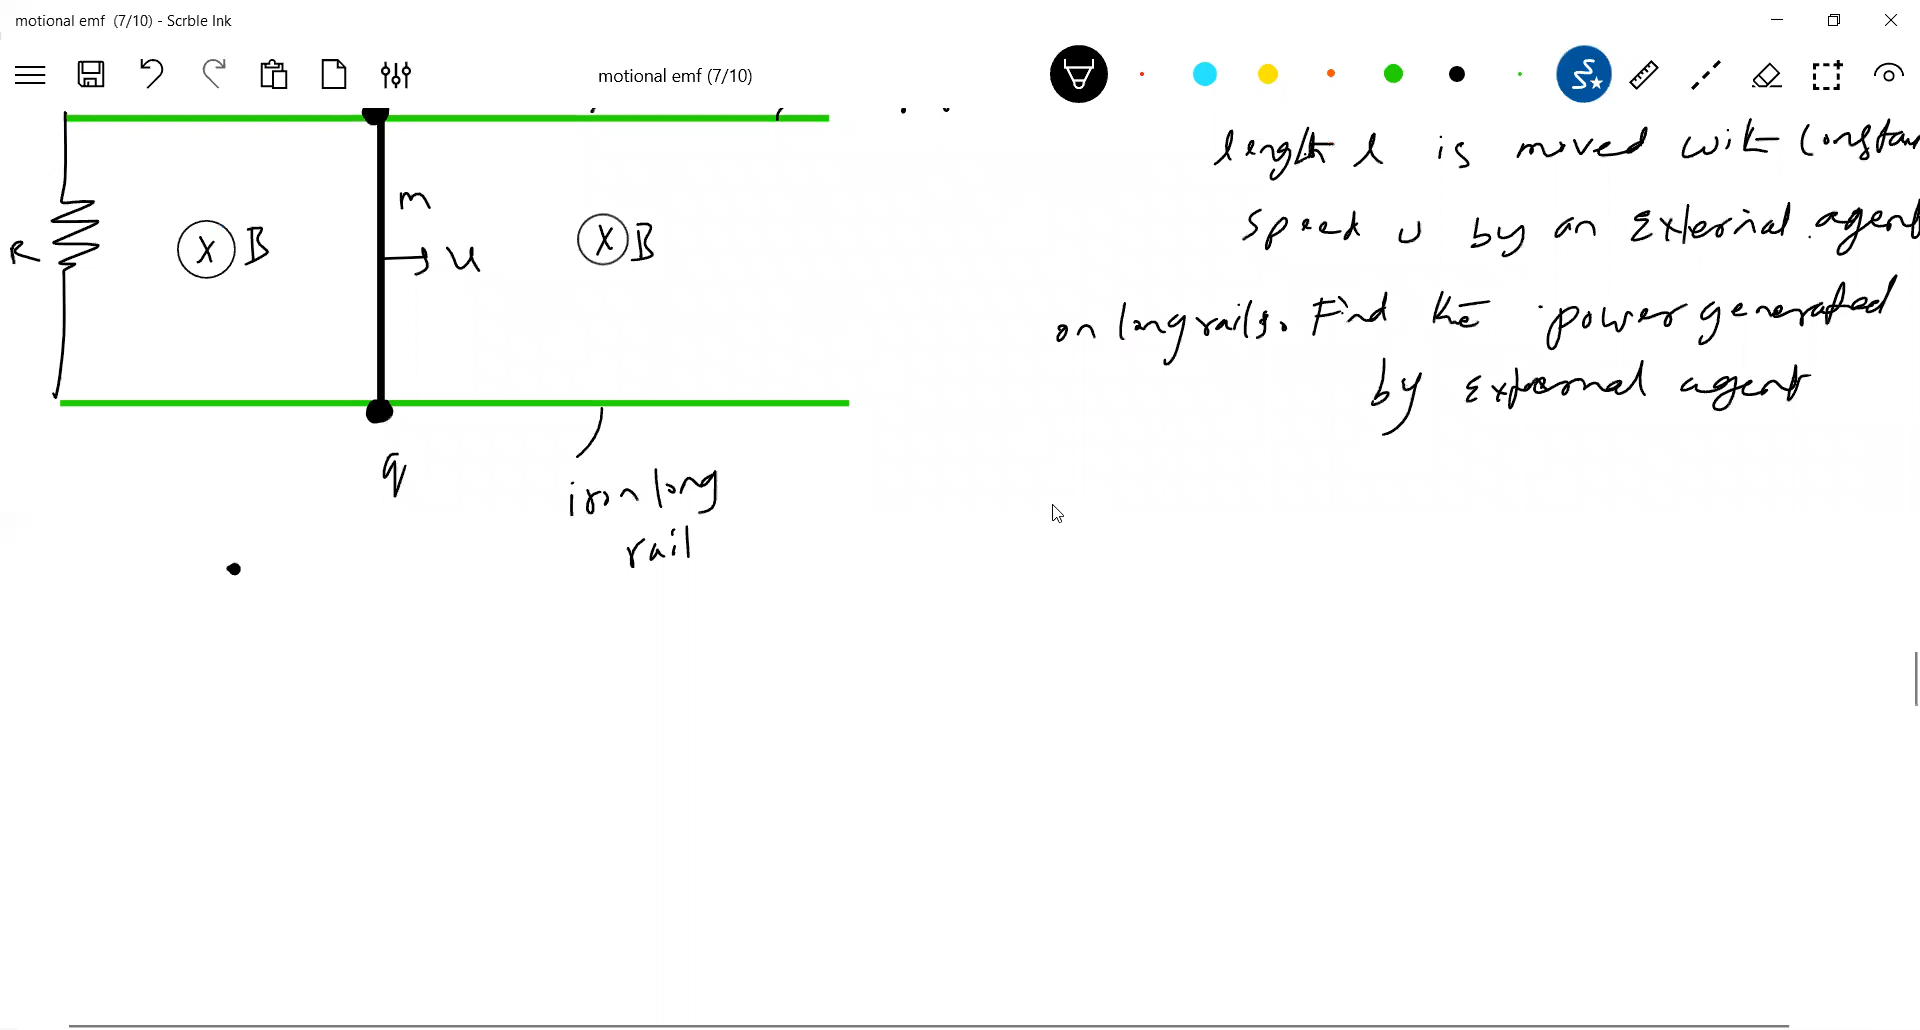 motional emf (7/10) - Scrble Ink
motional emf (7/10)
length l is moved with constan
speed u by an external agent
on long rails. Find the power generated
by external agent
R
X B
m
u
X B
q
iron long
rail